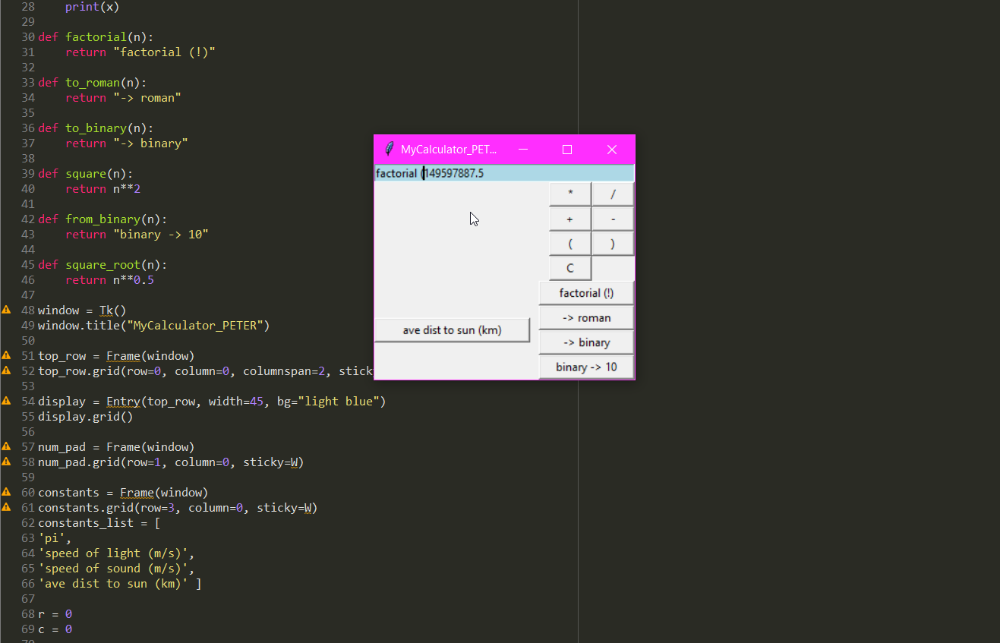 28 print(x)
29
30 def factorial(n):
31 return "factorial (!)"
32
33 def to_roman(n):
34 return "-> roman"
35
36 def to_binary(n):
37 return "-> binary"
38
39 def square(n):
40 return n**2
41
42 def from_binary(n):
43 return "binary -> 10"
44
45 def square_root(n):
46 return n**0.5
47
48 window = Tk()
49 window.title("MyCalculator_PETER")
50
51 top_row = Frame(window)
52 top_row.grid(row=0, column=0, columnspan=2, stick
53
54 display = Entry(top_row, width=45, bg="light blue")
55 display.grid()
56
57 num_pad = Frame(window)
58 num_pad.grid(row=1, column=0, sticky=W)
59
60 constants = Frame(window)
61 constants.grid(row=3, column=0, sticky=W)
62 constants_list = [
63 'pi',
64 'speed of light (m/s)',
65 'speed of sound (m/s)',
66 'ave dist to sun (km)' ]
67
68 r = 0
69 c = 0
MyCalculator_PET...
factorial (149597887.5
* /
+ -
( )
C
factorial (!)
-> roman
ave dist to sun (km)
-> binary
binary -> 10